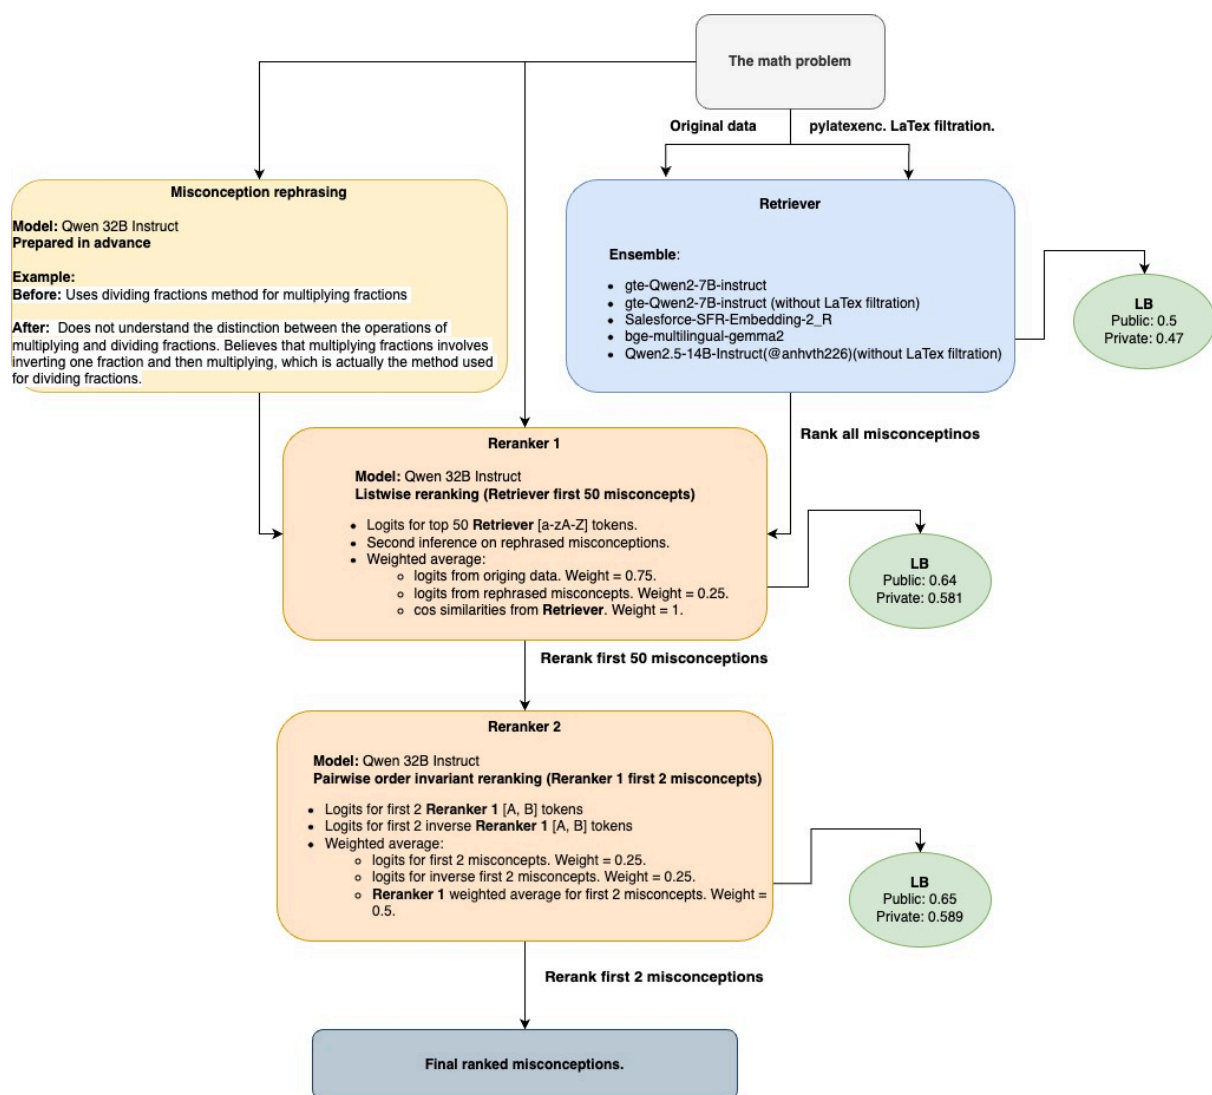 The math problem
Original data
pylatexenc. LaTex filtration.
Misconception rephrasing
Model: Qwen 32B Instruct
Prepared in advance
Example:
Before: Uses dividing fractions method for multiplying fractions
After: Does not understand the distinction between the operations of
multiplying and dividing fractions. Believes that multiplying fractions involves
inverting one fraction and then multiplying, which is actually the method used
for dividing fractions.
Retriever
Ensemble:
• gte-Qwen2-7B-instruct
• gte-Qwen2-7B-instruct (without LaTex filtration)
• Salesforce-SFR-Embedding-2_R
• bge-multilingual-gemma2
• Qwen2.5-14B-Instruct(@anhvth226)(without LaTex filtration)
LB
Public: 0.5
Private: 0.47
Rank all misconceptinos
Reranker 1
Model: Qwen 32B Instruct
Listwise reranking (Retriever first 50 misconcepts)
• Logits for top 50 Retriever [a-zA-Z] tokens.
• Second inference on rephrased misconceptions.
• Weighted average:
○ logits from origing data. Weight = 0.75.
○ logits from rephrased misconcepts. Weight = 0.25.
○ cos similarities from Retriever. Weight = 1.
LB
Public: 0.64
Private: 0.581
Rerank first 50 misconceptions
Reranker 2
Model: Qwen 32B Instruct
Pairwise order invariant reranking (Reranker 1 first 2 misconcepts)
• Logits for first 2 Reranker 1 [A, B] tokens
• Logits for first 2 inverse Reranker 1 [A, B] tokens
• Weighted average:
○ logits for first 2 misconcepts. Weight = 0.25.
○ logits for inverse first 2 misconcepts. Weight = 0.25.
○ Reranker 1 weighted average for first 2 misconcepts. Weight =
0.5.
LB
Public: 0.65
Private: 0.589
Rerank first 2 misconceptions
Final ranked misconceptions.